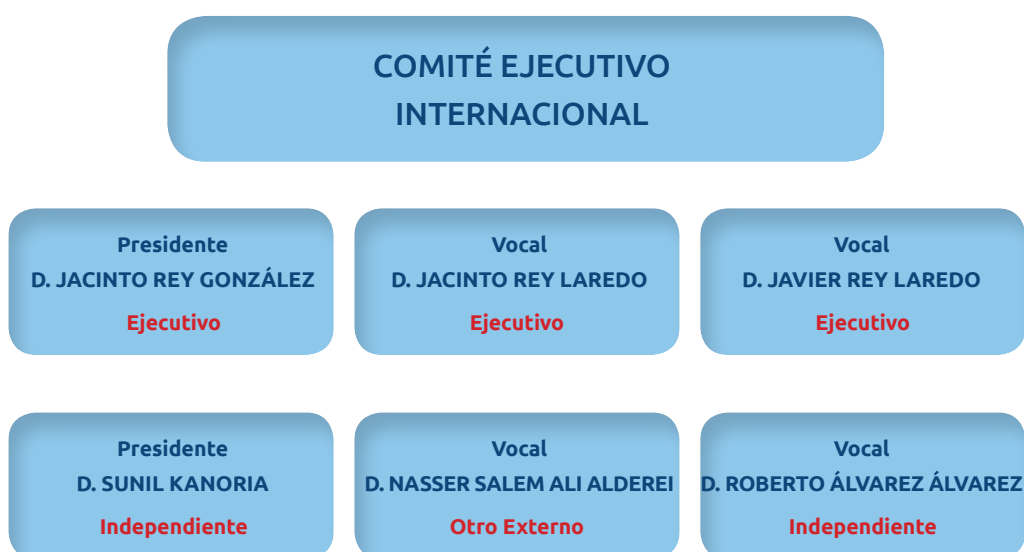 COMITÉ EJECUTIVO
INTERNACIONAL
Presidente
D. JACINTO REY GONZÁLEZ
Ejecutivo
Vocal
D. JACINTO REY LAREDO
Ejecutivo
Vocal
D. JAVIER REY LAREDO
Ejecutivo
Presidente
D. SUNIL KANORIA
Independiente
Vocal
D. NASSER SALEM ALI ALDEREI
Otro Externo
Vocal
D. ROBERTO ÁLVAREZ ÁLVAREZ
Independiente